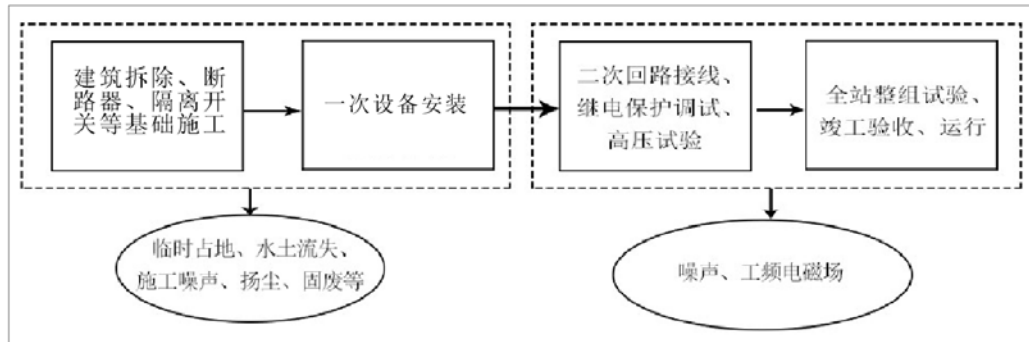 建筑拆除、断
路器、隔离开
关等基础施工
一次设备安装
二次回路接线、
继电保护调试、
高压试验
全站整组试验、
竣工验收、运行
临时占地、水土流失、
施工噪声、扬尘、固废等
噪声、工频电磁场